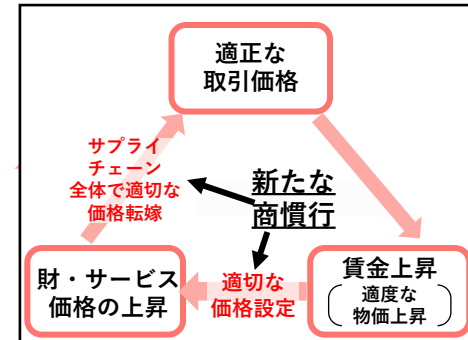 適正な
取引価格
サプライ
チェーン
全体で適切な
価格転嫁
新たな
商慣行
財・サービス
価格の上昇
適切な
価格設定
賃金上昇
適度な
物価上昇